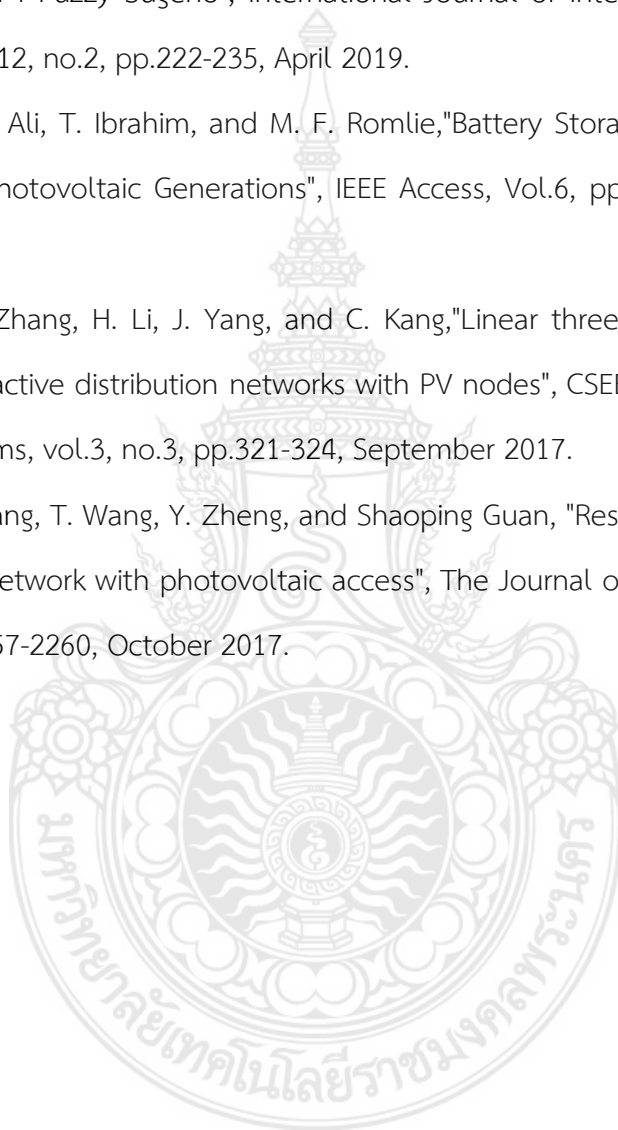 Fuzzy Sugeno", International Journal of Inte
12, no.2, pp.222-235, April 2019.
Ali, T. Ibrahim, and M. F. Romlie,"Battery Stora
hotovoltaic Generations", IEEE Access, Vol.6, pp
Zhang, H. Li, J. Yang, and C. Kang,"Linear three
active distribution networks with PV nodes", CSEE
ms, vol.3, no.3, pp.321-324, September 2017.
ang, T. Wang, Y. Zheng, and Shaoping Guan, "Res
etwork with photovoltaic access", The Journal o
57-2260, October 2017.
มหาวิทยาลัยเทคโนโลยีราชมงคลพระนคร